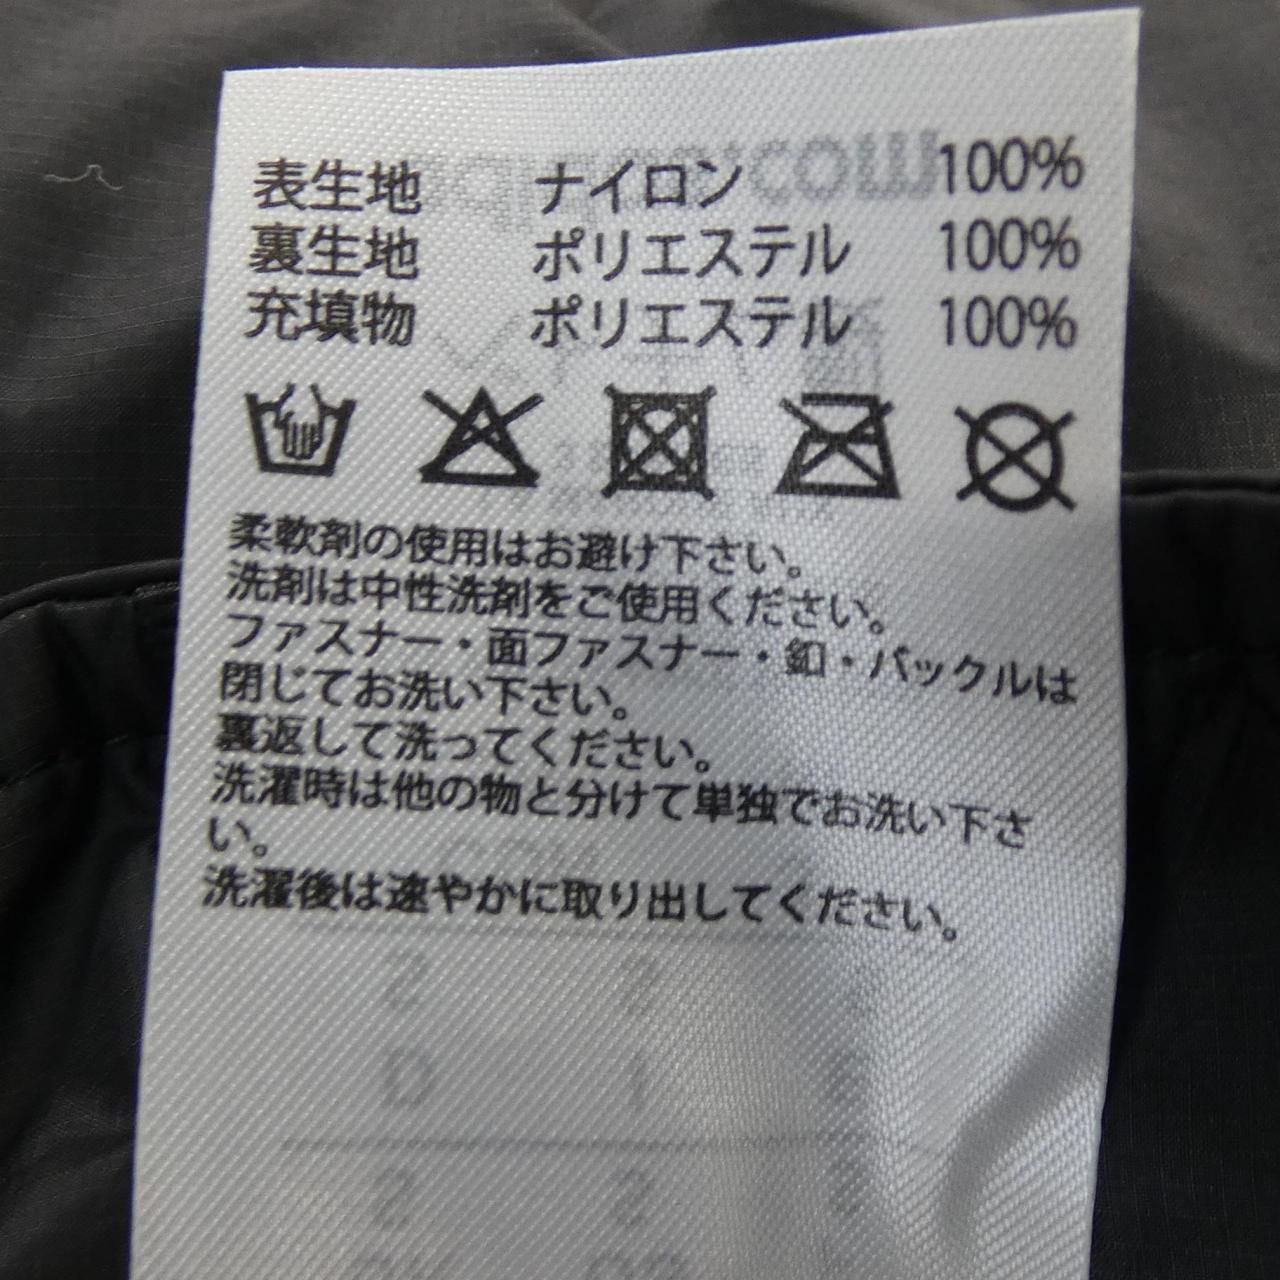 表生地 ナイロン 100%
裏生地 ポリエステル 100%
充填物 ポリエステル 100%
柔軟剤の使用はお避け下さい。
洗剤は中性洗剤をご使用ください。
ファスナー・面ファスナー・釦・バックルは
閉じてお洗い下さい。
裏返して洗ってください。
洗濯時は他の物と分けて単独でお洗い下さ
い。
洗濯後は速やかに取り出してください。